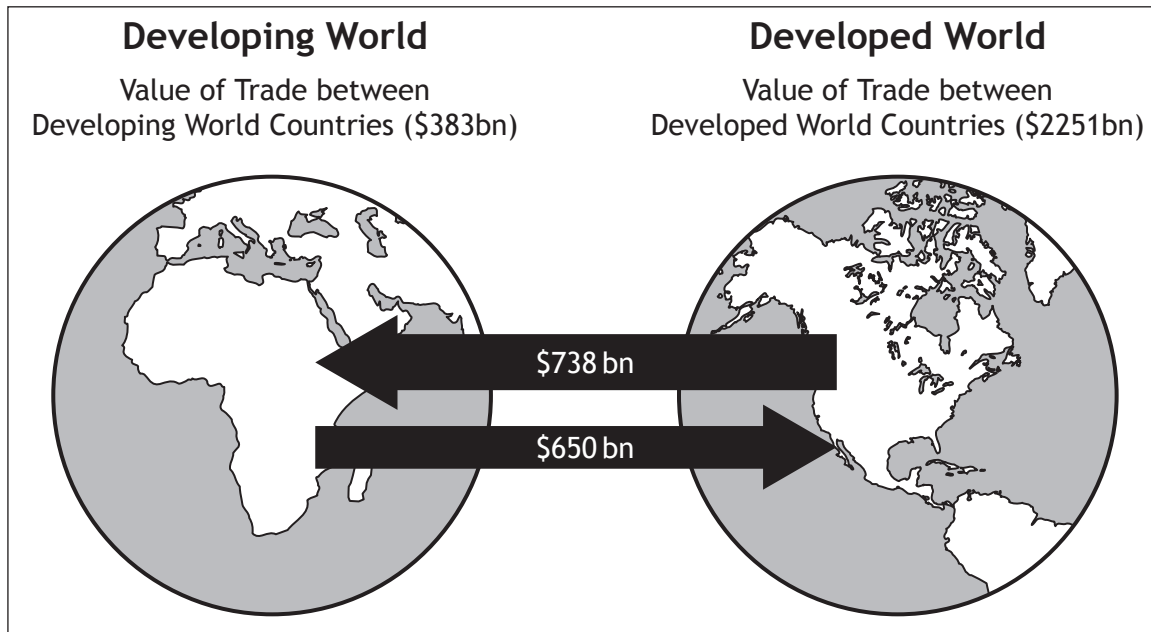 Developing World
Value of Trade between
Developing World Countries ($383bn)
Developed World
Value of Trade between
Developed World Countries ($2251bn)
$738 bn
$650 bn